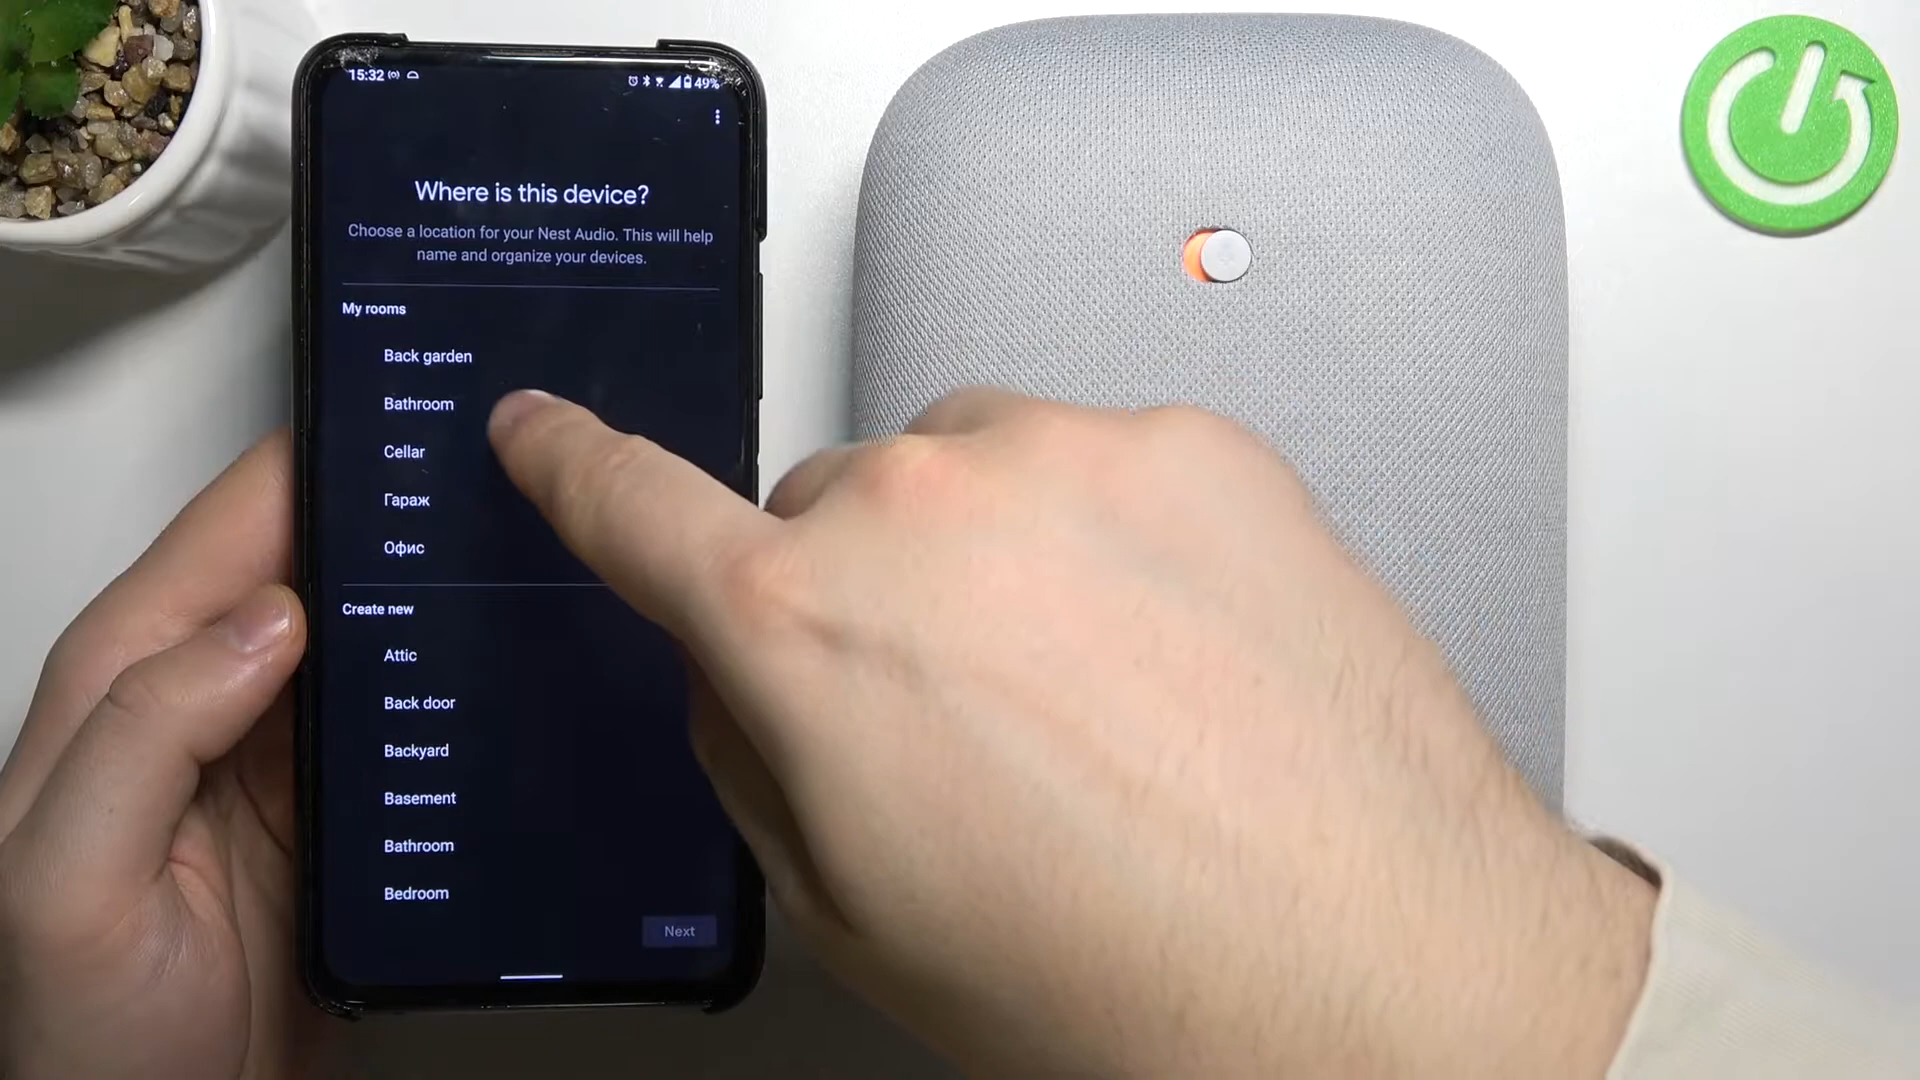 15:32
49%
Where is this device?
Choose a location for your Nest Audio. This will help
name and organize your devices.
My rooms
Back garden
Bathroom
Cellar
Гараж
Офис
Create new
Attic
Back door
Backyard
Basement
Bathroom
Bedroom
Next